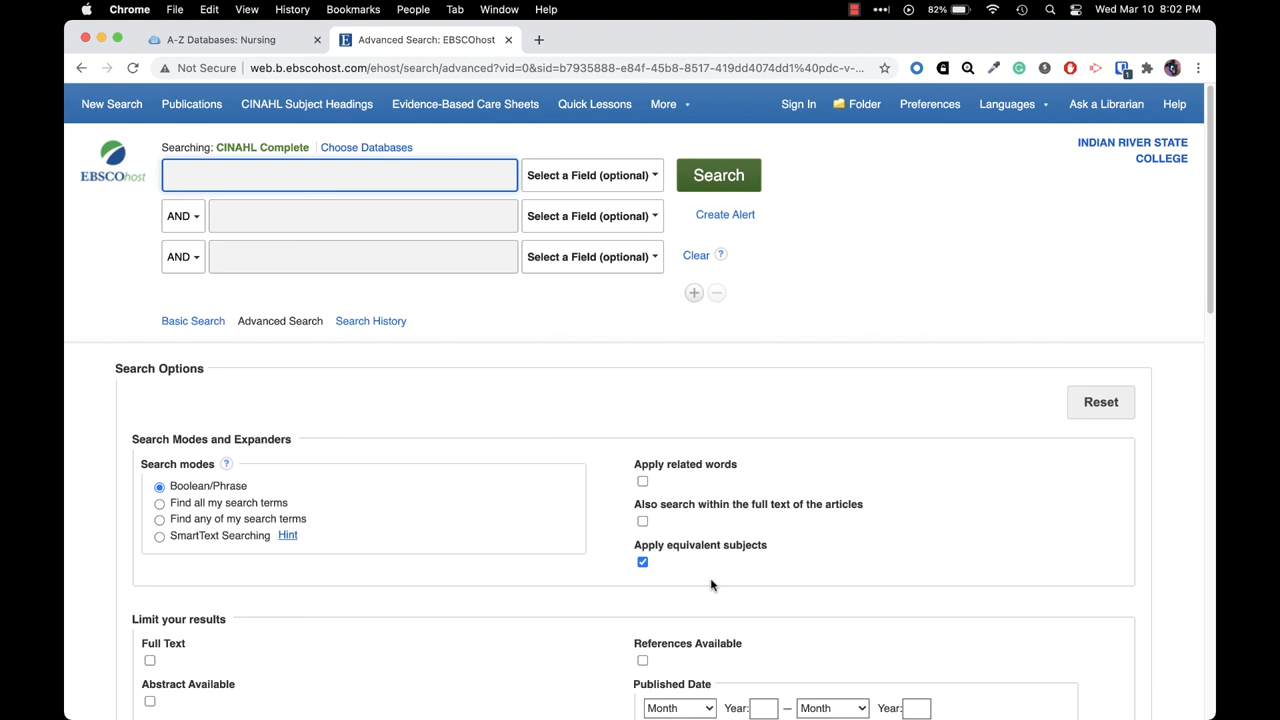 Chrome File Edit View History Bookmarks People Tab Window Help 82% Wed Mar 10 8:02 PM
A-Z Databases: Nursing Advanced Search: EBSCOhost
Not Secure web.b.ebscohost.com/ehost/search/advanced?vid=0&sid=b7935888-e84f-45b8-8517-419dd4074dd1%40pdc-v-...
New Search Publications CINAHL Subject Headings Evidence-Based Care Sheets Quick Lessons More Sign In Folder Preferences Languages Ask a Librarian Help
Searching: CINAHL Complete Choose Databases
INDIAN RIVER STATE
COLLEGE
EBSCOhost
Select a Field (optional) Search
AND Select a Field (optional) Create Alert
AND Select a Field (optional) Clear ?
Basic Search Advanced Search Search History
Search Options
Reset
Search Modes and Expanders
Search modes ?
Boolean/Phrase
Find all my search terms
Find any of my search terms
SmartText Searching Hint
Apply related words
Also search within the full text of the articles
Apply equivalent subjects
Limit your results
Full Text
References Available
Abstract Available
Published Date
Month Year: — Month Year: